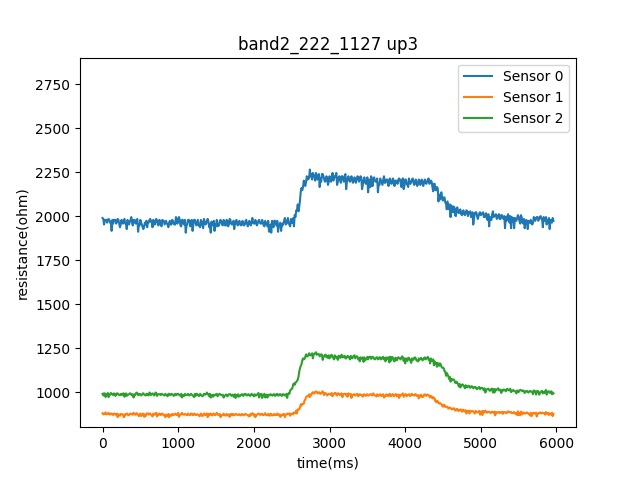 band2_222_1127 up3
Sensor 0
Sensor 1
Sensor 2
resistance(ohm)
2750
2500
2250
2000
1750
1500
1250
1000
0 1000 2000 3000 4000 5000 6000
time(ms)